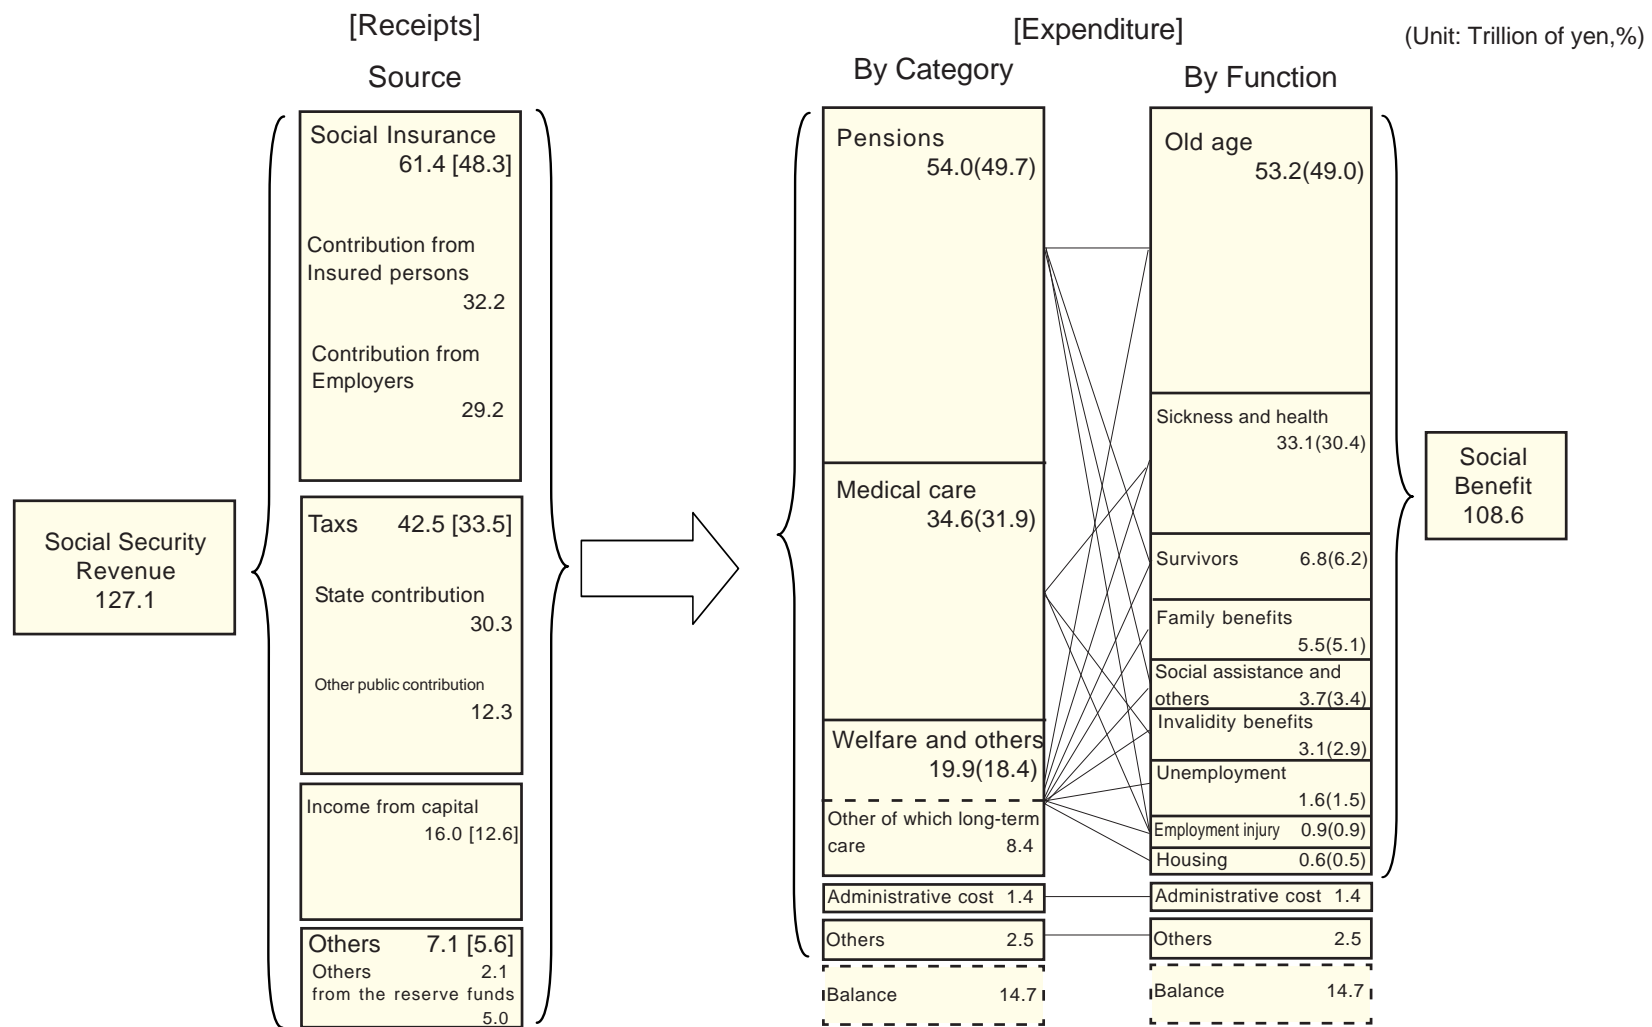 [Receipts]
[Expenditure]
(Unit: Trillion of yen,%)
Source
By Category
By Function
Social Security
Revenue
127.1
Social Insurance
61.4 [48.3]
Contribution from
Insured persons
32.2
Contribution from
Employers
29.2
Taxs 42.5 [33.5]
State contribution
30.3
Other public contribution
12.3
Income from capital
16.0 [12.6]
Others 7.1 [5.6]
Others 2.1
from the reserve funds
5.0
Pensions
54.0(49.7)
Medical care
34.6(31.9)
Welfare and others
19.9(18.4)
Other of which long-term
care 8.4
Administrative cost 1.4
Others 2.5
Balance 14.7
Old age
53.2(49.0)
Sickness and health
33.1(30.4)
Survivors 6.8(6.2)
Family benefits
5.5(5.1)
Social assistance and
others 3.7(3.4)
Invalidity benefits
3.1(2.9)
Unemployment
1.6(1.5)
Employment injury 0.9(0.9)
Housing 0.6(0.5)
Administrative cost 1.4
Others 2.5
Balance 14.7
Social
Benefit
108.6